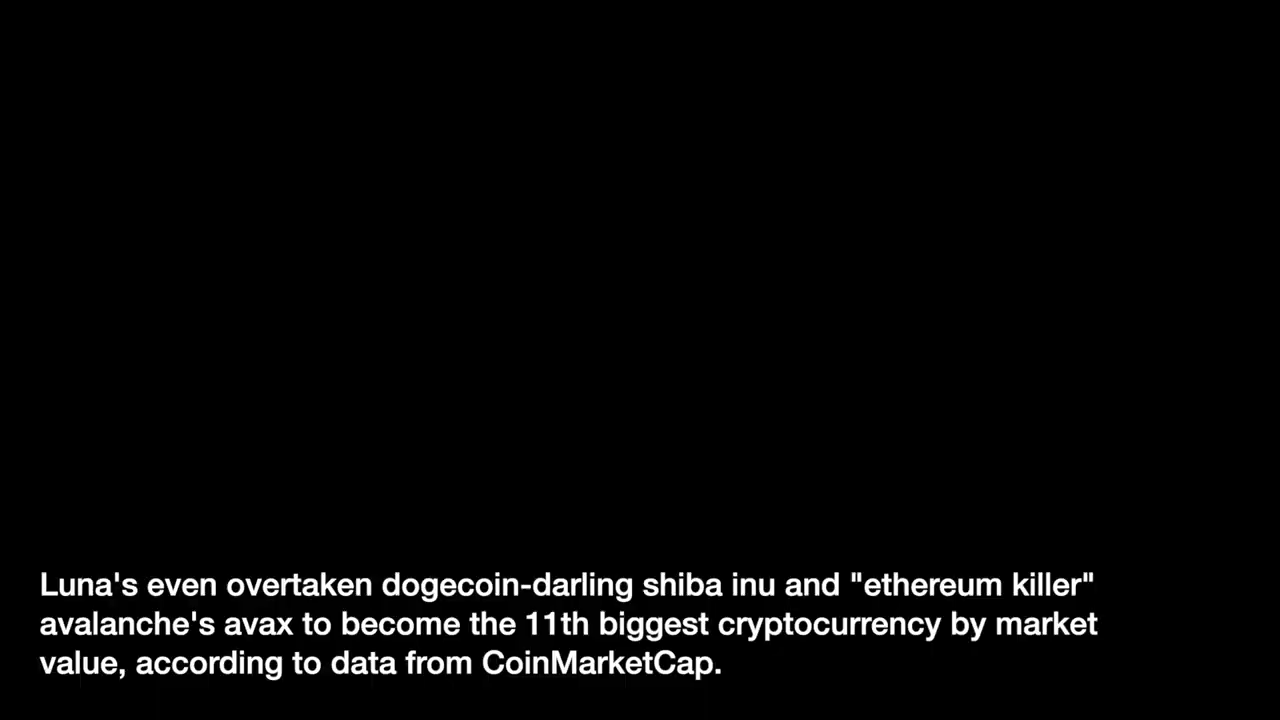 Luna's even overtaken dogecoin-darling shiba inu and "ethereum killer"
avalanche's avax to become the 11th biggest cryptocurrency by market
value, according to data from CoinMarketCap.